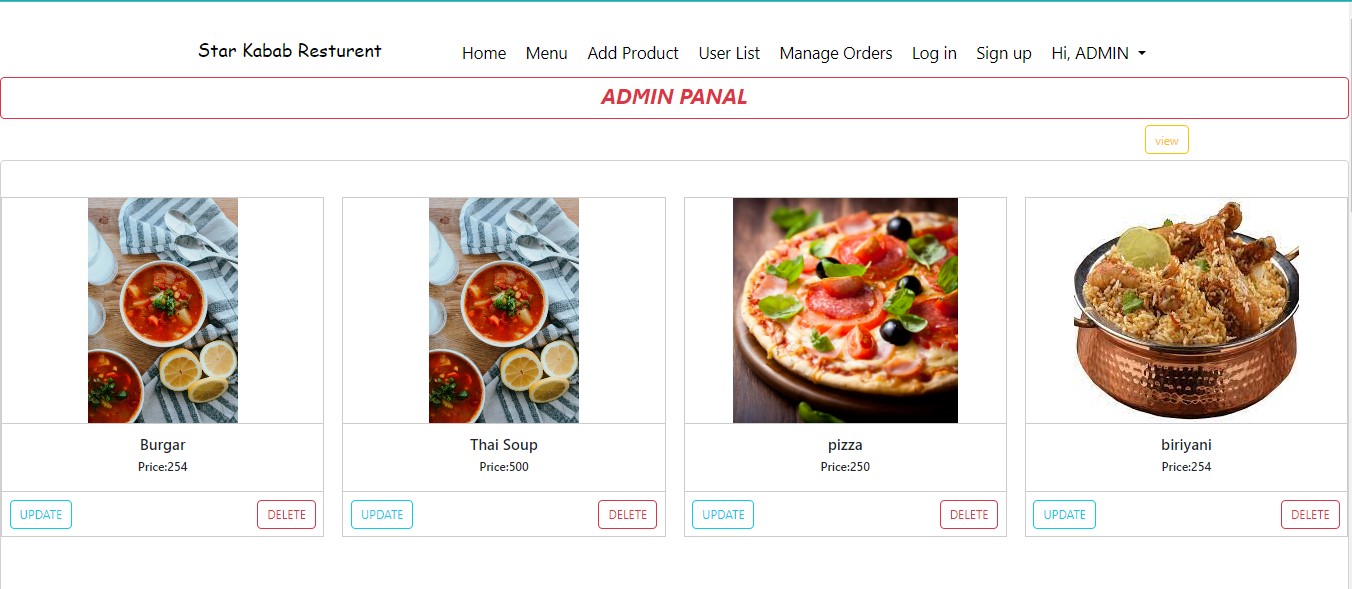 Star Kabab Resturent
Home Menu Add Product User List Manage Orders Log in Sign up Hi, ADMIN
ADMIN PANAL
view
Burgar
Price:254
UPDATE DELETE
Thai Soup
Price:500
UPDATE DELETE
pizza
Price:250
UPDATE DELETE
biriyani
Price:254
UPDATE DELETE